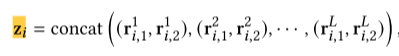 z_i = concat((r^1_{i,1}, r^1_{i,2}), (r^2_{i,1}, r^2_{i,2}), ⋯, (r^L_{i,1}, r^L_{i,2})),